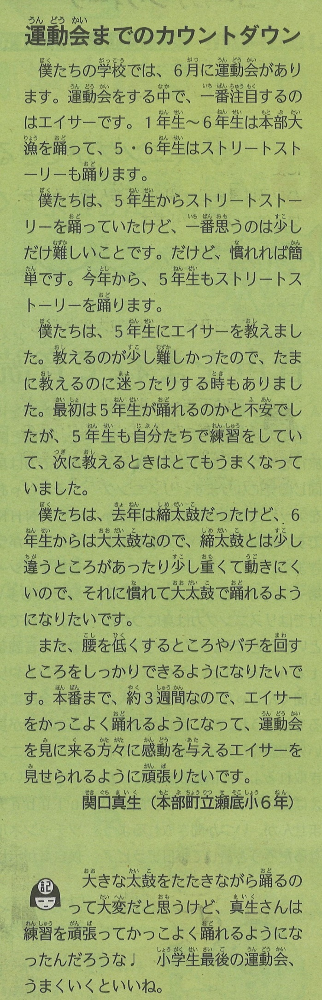 運動会までのカウントダウン
僕たちの学校では、6月に運動会があり
ます。運動会をする中で、一番注目するの
はエイサーです。1年生～6年生は本部大
漁を踊って、5・6年生はストリートスト
ーリーも踊ります。
僕たちは、5年生からストリートストー
リーを踊っていたけど、一番思うのは少し
だけ難しいことです。だけど、慣れれば簡
単です。今年から、5年生もストリートス
トーリーを踊ります。
僕たちは、5年生にエイサーを教えまし
た。教えるのが少し難しかったので、たま
に教えるのに迷ったりする時もありまし
た。最初は5年生が踊れるのかと不安でし
たが、5年生も自分たちで練習をしてい
て、次に教えるときはとてもうまくなって
いました。
僕たちは、去年は締太鼓だったけど、6
年生からは大太鼓なので、締太鼓とは少し
違うところがあったり少し重くて動きにく
いので、それに慣れて大太鼓で踊れるよう
になりたいです。
また、腰を低くするところやバチを回す
ところをしっかりできるようになりたいで
す。本番まで、約3週間なので、エイサー
をかっこよく踊れるようになって、運動会
を見に来る方々に感動を与えるエイサーを
見せられるように頑張りたいです。
関口真生（本部町立瀬底小6年）
記
大きな太鼓をたたきながら踊るの
って大変だと思うけど、真生さんは
練習を頑張ってかっこよく踊れるようにな
ったんだろうな♩　小学生最後の運動会、
うまくいくといいね。